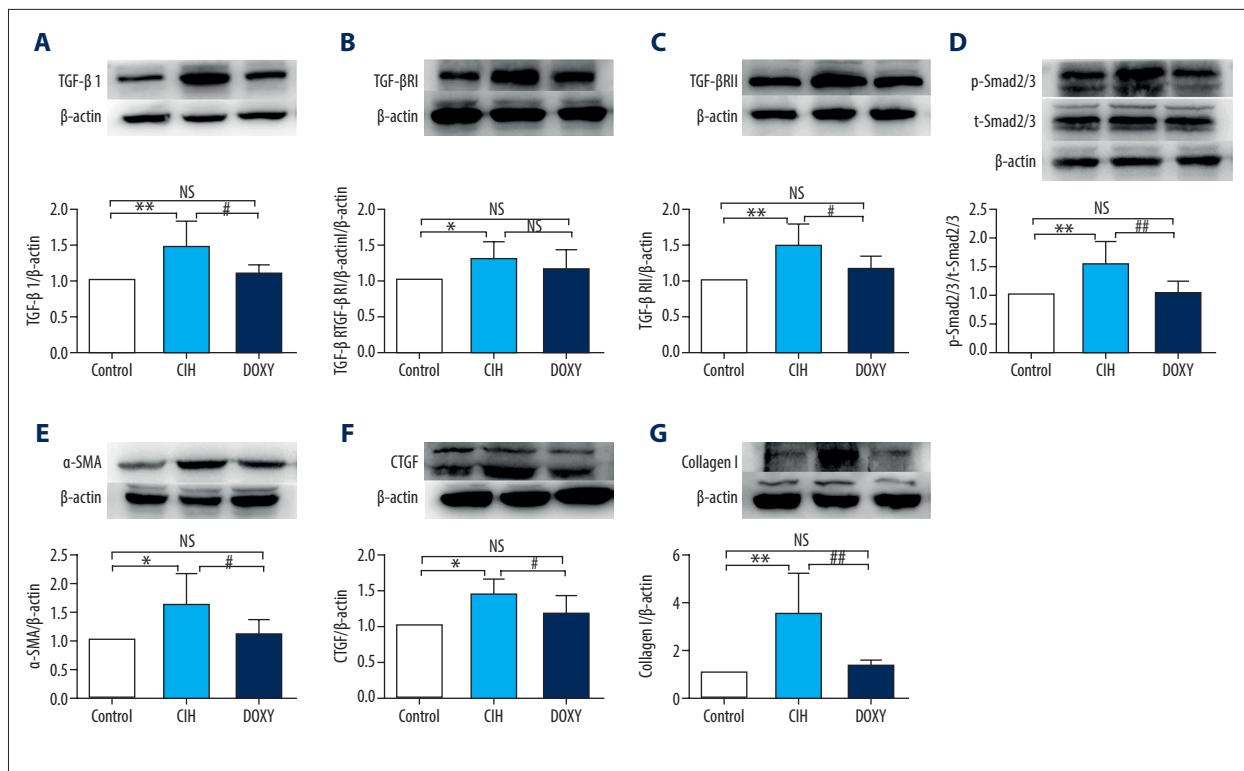 A
TGF-β 1
β-actin
NS
**
#
2.0
1.5
1.0
0.5
0.0
TGF-β 1/β-actin
Control
CIH
DOXY
B
TGF-βRI
β-actin
NS
*
NS
2.0
1.5
1.0
0.5
0.0
TGF-β RTGF-β RI/β-actinI/β-actin
Control
CIH
DOXY
C
TGF-βRII
β-actin
NS
**
#
2.0
1.5
1.0
0.5
0.0
TGF-β RII/β-actin
Control
CIH
DOXY
D
p-Smad2/3
t-Smad2/3
β-actin
NS
**
##
2.5
2.0
1.5
1.0
0.5
0.0
p-Smad2/3/t-Smad2/3
Control
CIH
DOXY
E
α-SMA
β-actin
NS
*
#
2.5
2.0
1.5
1.0
0.5
0.0
α-SMA/β-actin
Control
CIH
DOXY
F
CTGF
β-actin
NS
*
#
2.0
1.5
1.0
0.5
0.0
CTGF/β-actin
Control
CIH
DOXY
G
Collagen I
β-actin
NS
**
##
6
4
2
0
Collagen I/β-actin
Control
CIH
DOXY